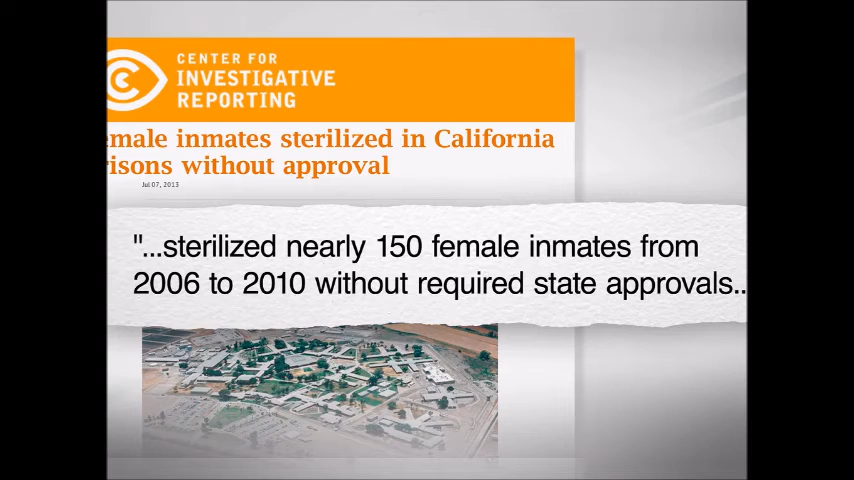 CENTER FOR
INVESTIGATIVE
REPORTING
emale inmates sterilized in California
risons without approval
Jul 07, 2013
"...sterilized nearly 150 female inmates from
2006 to 2010 without required state approvals..